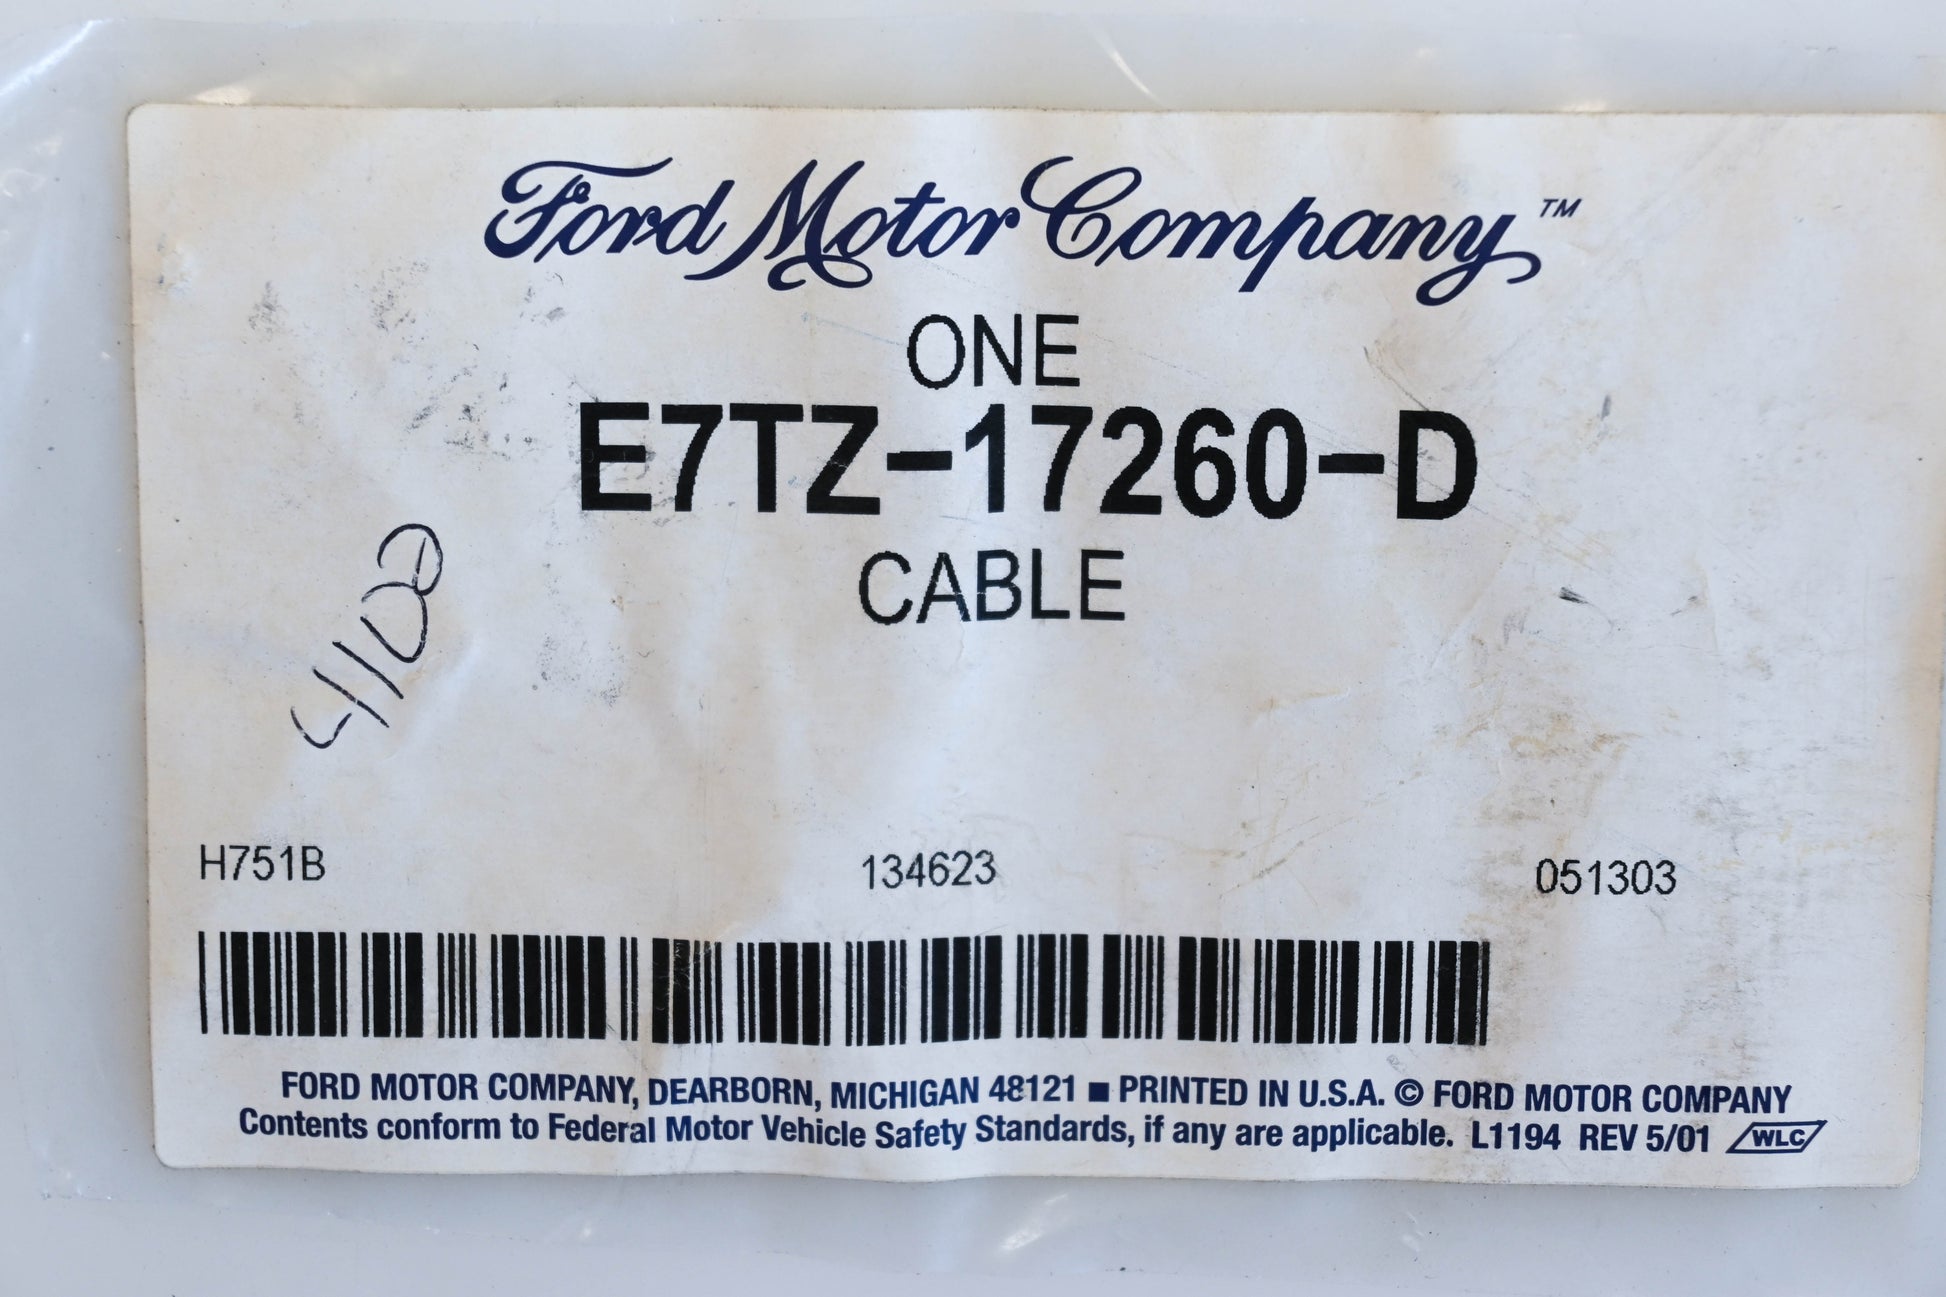 Ford Motor Company™
ONE
E7TZ-17260-D
CABLE
4100
H751B 134623 051303
FORD MOTOR COMPANY, DEARBORN, MICHIGAN 48121 ■ PRINTED IN U.S.A. © FORD MOTOR COMPANY
Contents conform to Federal Motor Vehicle Safety Standards, if any are applicable. L1194 REV 5/01 WLC